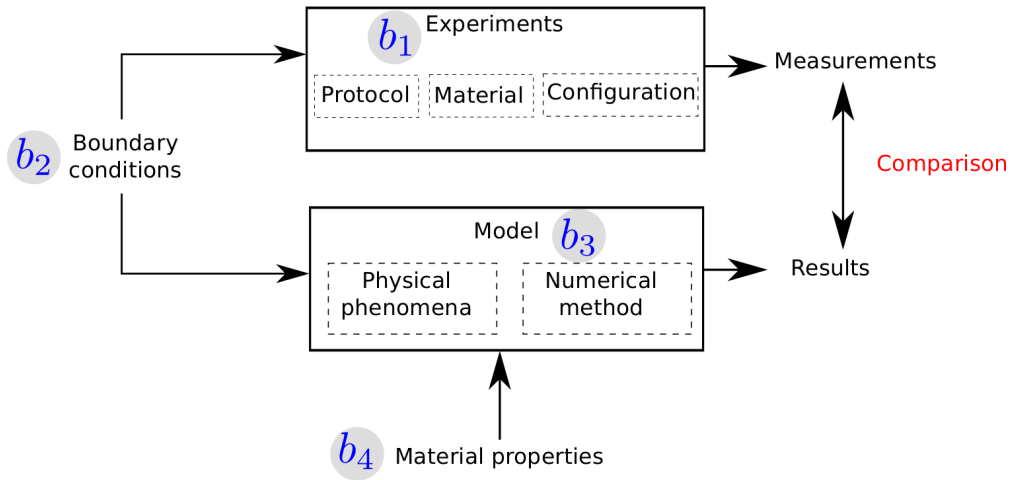 b1 Experiments
Protocol Material Configuration
Measurements
b2 Boundary
conditions
Comparison
Model b3
Physical
phenomena
Numerical
method
Results
b4 Material properties